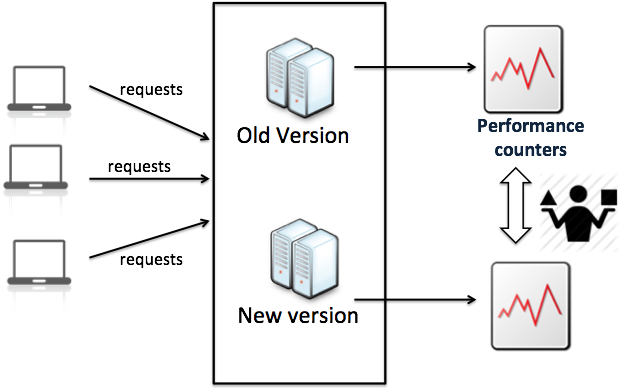 requests
requests
requests
Old Version
New version
Performance
counters